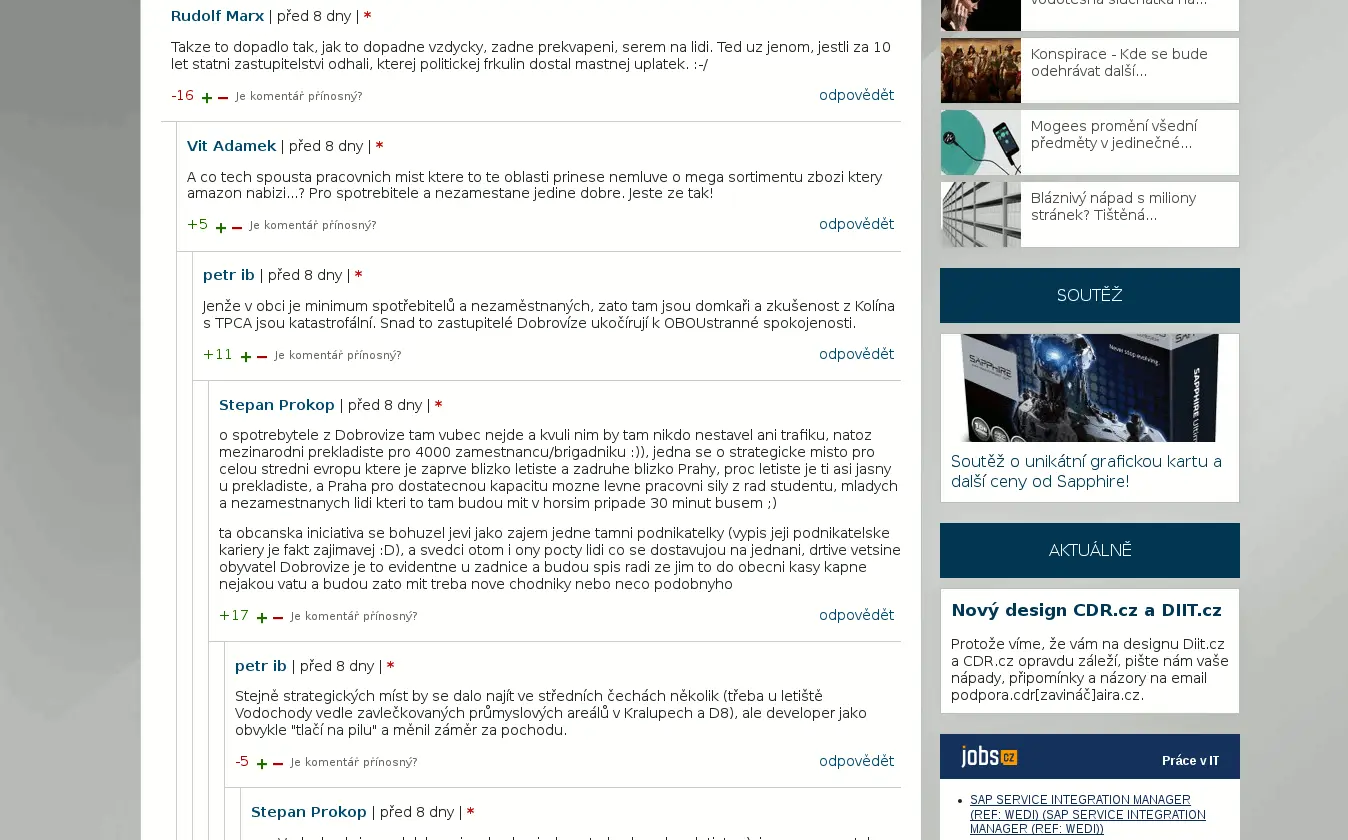 Rudolf Marx | před 8 dny | *
Takze to dopadlo tak, jak to dopadne vzdycky, zadne prekvapeni, serem na lidi. Ted uz jenom, jestli za 10
let statni zastupitelstvi odhali, kterej politickej frkulin dostal mastnej uplatek. :-/
-16 + − Je komentář přínosný?
odpovědět
Vit Adamek | před 8 dny | *
A co tech spousta pracovnich mist ktere to te oblasti prinese nemluve o mega sortimentu zbozi ktery
amazon nabizi...? Pro spotrebitele a nezamestane jedine dobre. Jeste ze tak!
+5 + − Je komentář přínosný?
odpovědět
petr ib | před 8 dny | *
Jenže v obci je minimum spotřebitelů a nezaměstnaných, zato tam jsou domkaři a zkušenost z Kolína
s TPCA jsou katastrofální. Snad to zastupitelé Dobrovíze ukočírují k OBOUstranné spokojenosti.
+11 + − Je komentář přínosný?
odpovědět
Stepan Prokop | před 8 dny | *
o spotrebytele z Dobrovize tam vubec nejde a kvuli nim by tam nikdo nestavel ani trafiku, natoz
mezinarodni prekladiste pro 4000 zamestnancu/brigadniku :)), jedna se o strategicke misto pro
celou stredni evropu ktere je zaprve blizko letiste a zadruhe blizko Prahy, proc letiste je ti asi jasny
u prekladiste, a Praha pro dostatecnou kapacitu mozne levne pracovni sily z rad studentu, mladych
a nezamestnanych lidi kteri to tam budou mit v horsim pripade 30 minut busem ;)
ta obcanska iniciativa se bohuzel jevi jako zajem jedne tamni podnikatelky (vypis jeji podnikatelske
kariery je fakt zajimavej :D), a svedci otom i ony pocty lidi co se dostavujou na jednani, drtive vetsine
obyvatel Dobrovize je to evidentne u zadnice a budou spis radi ze jim to do obecni kasy kapne
nejakou vatu a budou zato mit treba nove chodniky nebo neco podobnyho
+17 + − Je komentář přínosný?
odpovědět
petr ib | před 8 dny | *
Stejně strategických míst by se dalo najít ve středních čechách několik (třeba u letiště
Vodochody vedle zavlečkovaných průmyslových areálů v Kralupech a D8), ale developer jako
obvykle "tlačí na pilu" a měnil záměr za pochodu.
-5 + − Je komentář přínosný?
odpovědět
Stepan Prokop | před 8 dny | *
Konspirace - Kde se bude
odehrávat další...
Mogees promění všední
předměty v jedinečné...
Bláznivý nápad s miliony
stránek? Tištěná...
SOUTĚŽ
Never stop evolving.
SAPPHIRE
SAPPHIRE
Soutěž o unikátní grafickou kartu a
další ceny od Sapphire!
AKTUÁLNĚ
Nový design CDR.cz a DIIT.cz
Protože víme, že vám na designu Diit.cz
a CDR.cz opravdu záleží, pište nám vaše
nápady, připomínky a názory na email
podpora.cdr[zavináč]aira.cz.
jobs.cz
Práce v IT
• SAP SERVICE INTEGRATION MANAGER
(REF: WEDI) (SAP SERVICE INTEGRATION
MANAGER (REF: WEDI))